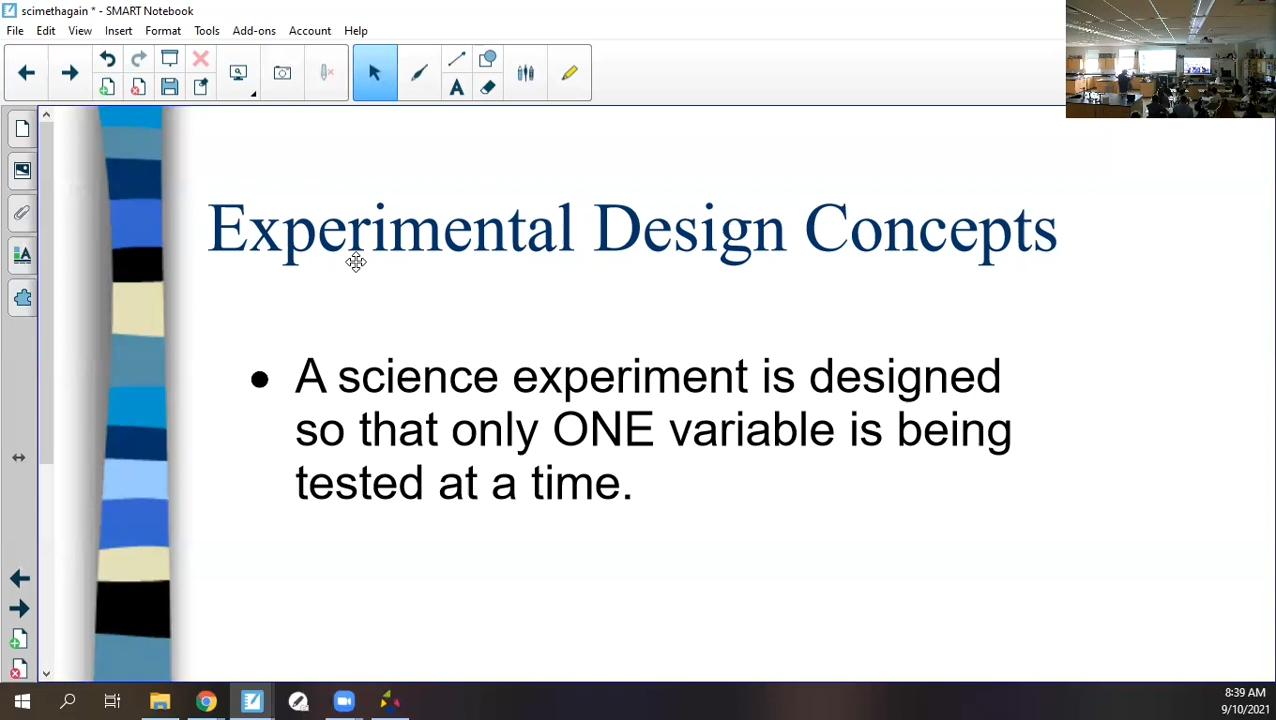 scimethagain * - SMART Notebook
File Edit View Insert Format Tools Add-ons Account Help
Experimental Design Concepts
• A science experiment is designed
so that only ONE variable is being
tested at a time.
8:39 AM
9/10/2021